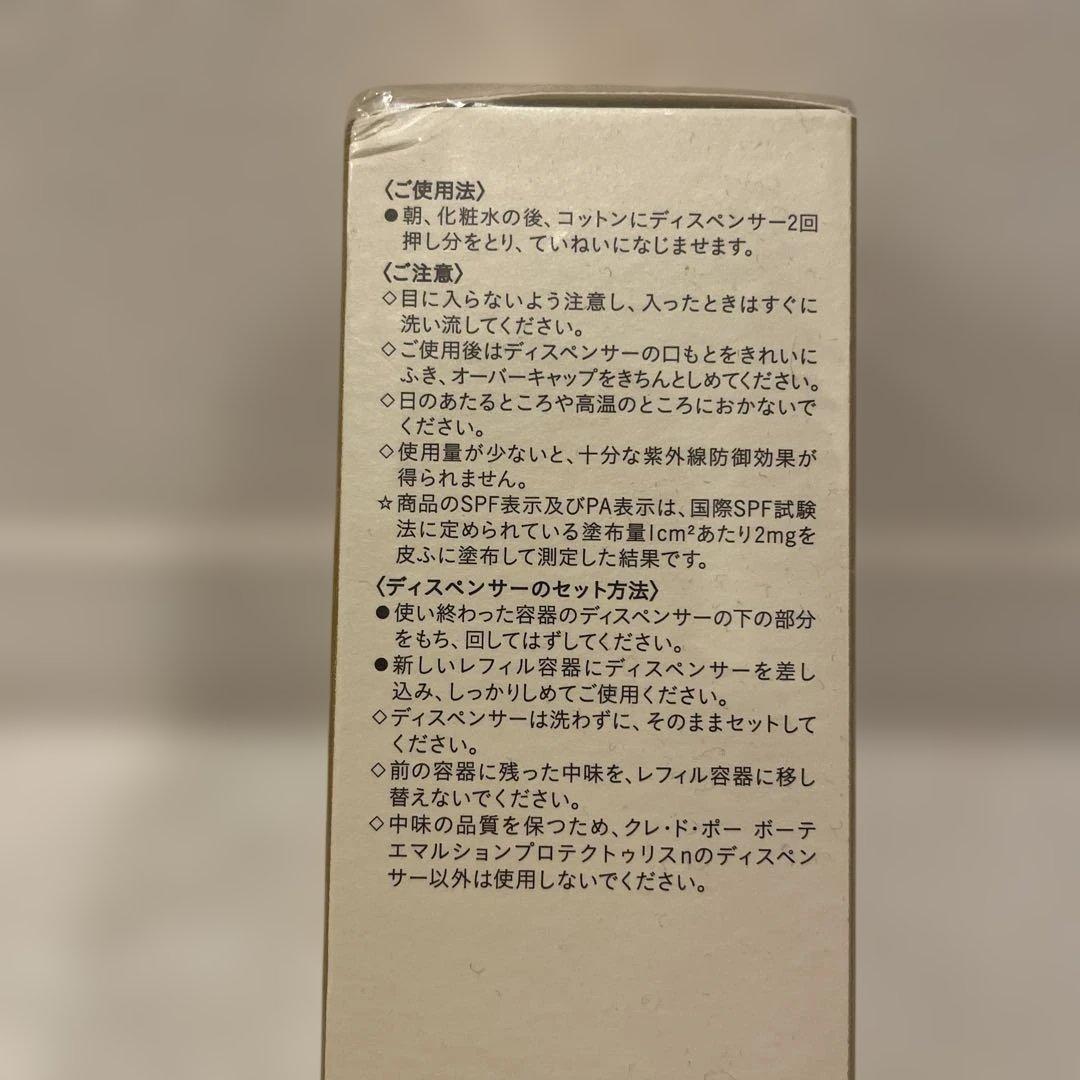 〈ご使用法〉
●朝、化粧水の後、コットンにディスペンサー2回
押し分をとり、ていねいになじませます。
〈ご注意〉
◇目に入らないよう注意し、入ったときはすぐに
洗い流してください。
◇ご使用後はディスペンサーの口もとをきれいに
ふき、オーバーキャップをきちんとしめてください。
◇日のあたるところや高温のところにおかないで
ください。
◇使用量が少ないと、十分な紫外線防御効果が
得られません。
☆商品のSPF表示及びPA表示は、国際SPF試験
法に定められている塗布量1cm²あたり2mgを
皮ふに塗布して測定した結果です。
〈ディスペンサーのセット方法〉
●使い終わった容器のディスペンサーの下の部分
をもち、回してはずしてください。
●新しいレフィル容器にディスペンサーを差し
込み、しっかりしめてご使用ください。
◇ディスペンサーは洗わずに、そのままセットして
ください。
◇前の容器に残った中味を、レフィル容器に移し
替えないでください。
◇中味の品質を保つため、クレ・ド・ポー ボーテ
エマルションプロテクトゥリスnのディスペン
サー以外は使用しないでください。